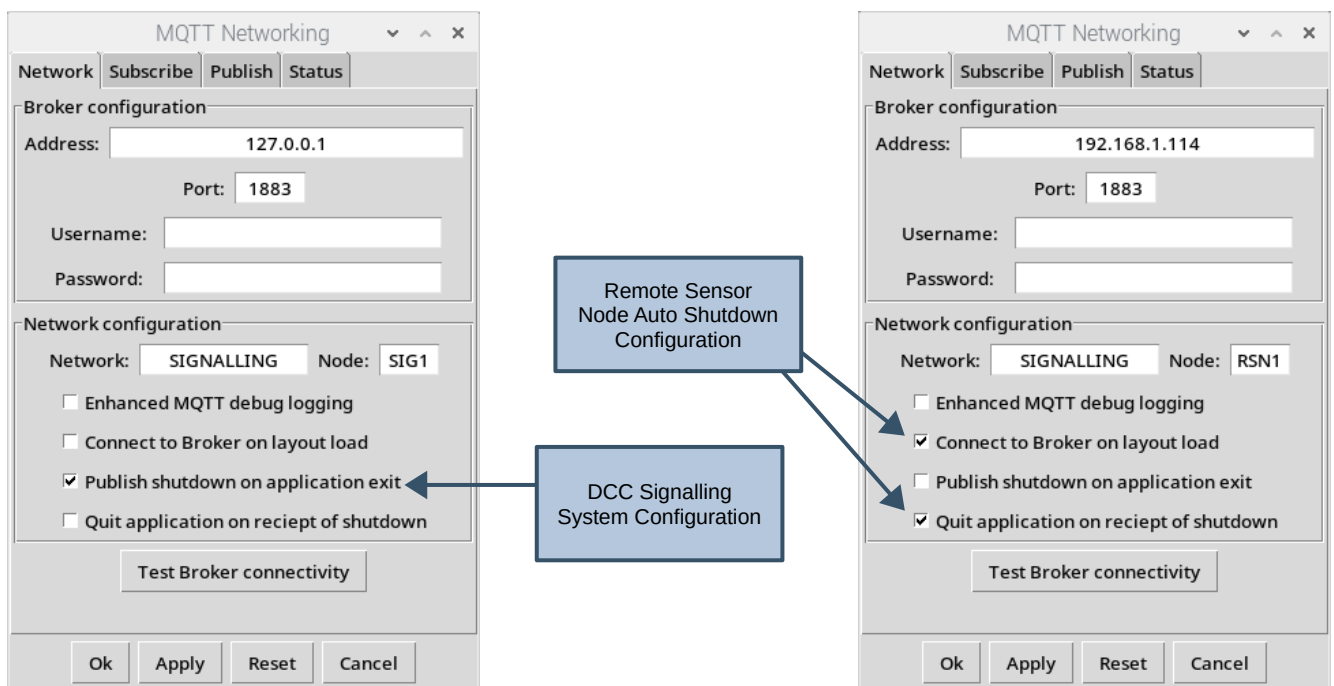 MQTT Networking
Network Subscribe Publish Status
Broker configuration
Address: 127.0.0.1
Port: 1883
Username:
Password:
Network configuration
Network: SIGNALLING Node: SIG1
Enhanced MQTT debug logging
Connect to Broker on layout load
Publish shutdown on application exit
Quit application on reciept of shutdown
Test Broker connectivity
Ok Apply Reset Cancel
Remote Sensor
Node Auto Shutdown
Configuration
DCC Signalling
System Configuration
MQTT Networking
Network Subscribe Publish Status
Broker configuration
Address: 192.168.1.114
Port: 1883
Username:
Password:
Network configuration
Network: SIGNALLING Node: RSN1
Enhanced MQTT debug logging
Connect to Broker on layout load
Publish shutdown on application exit
Quit application on reciept of shutdown
Test Broker connectivity
Ok Apply Reset Cancel